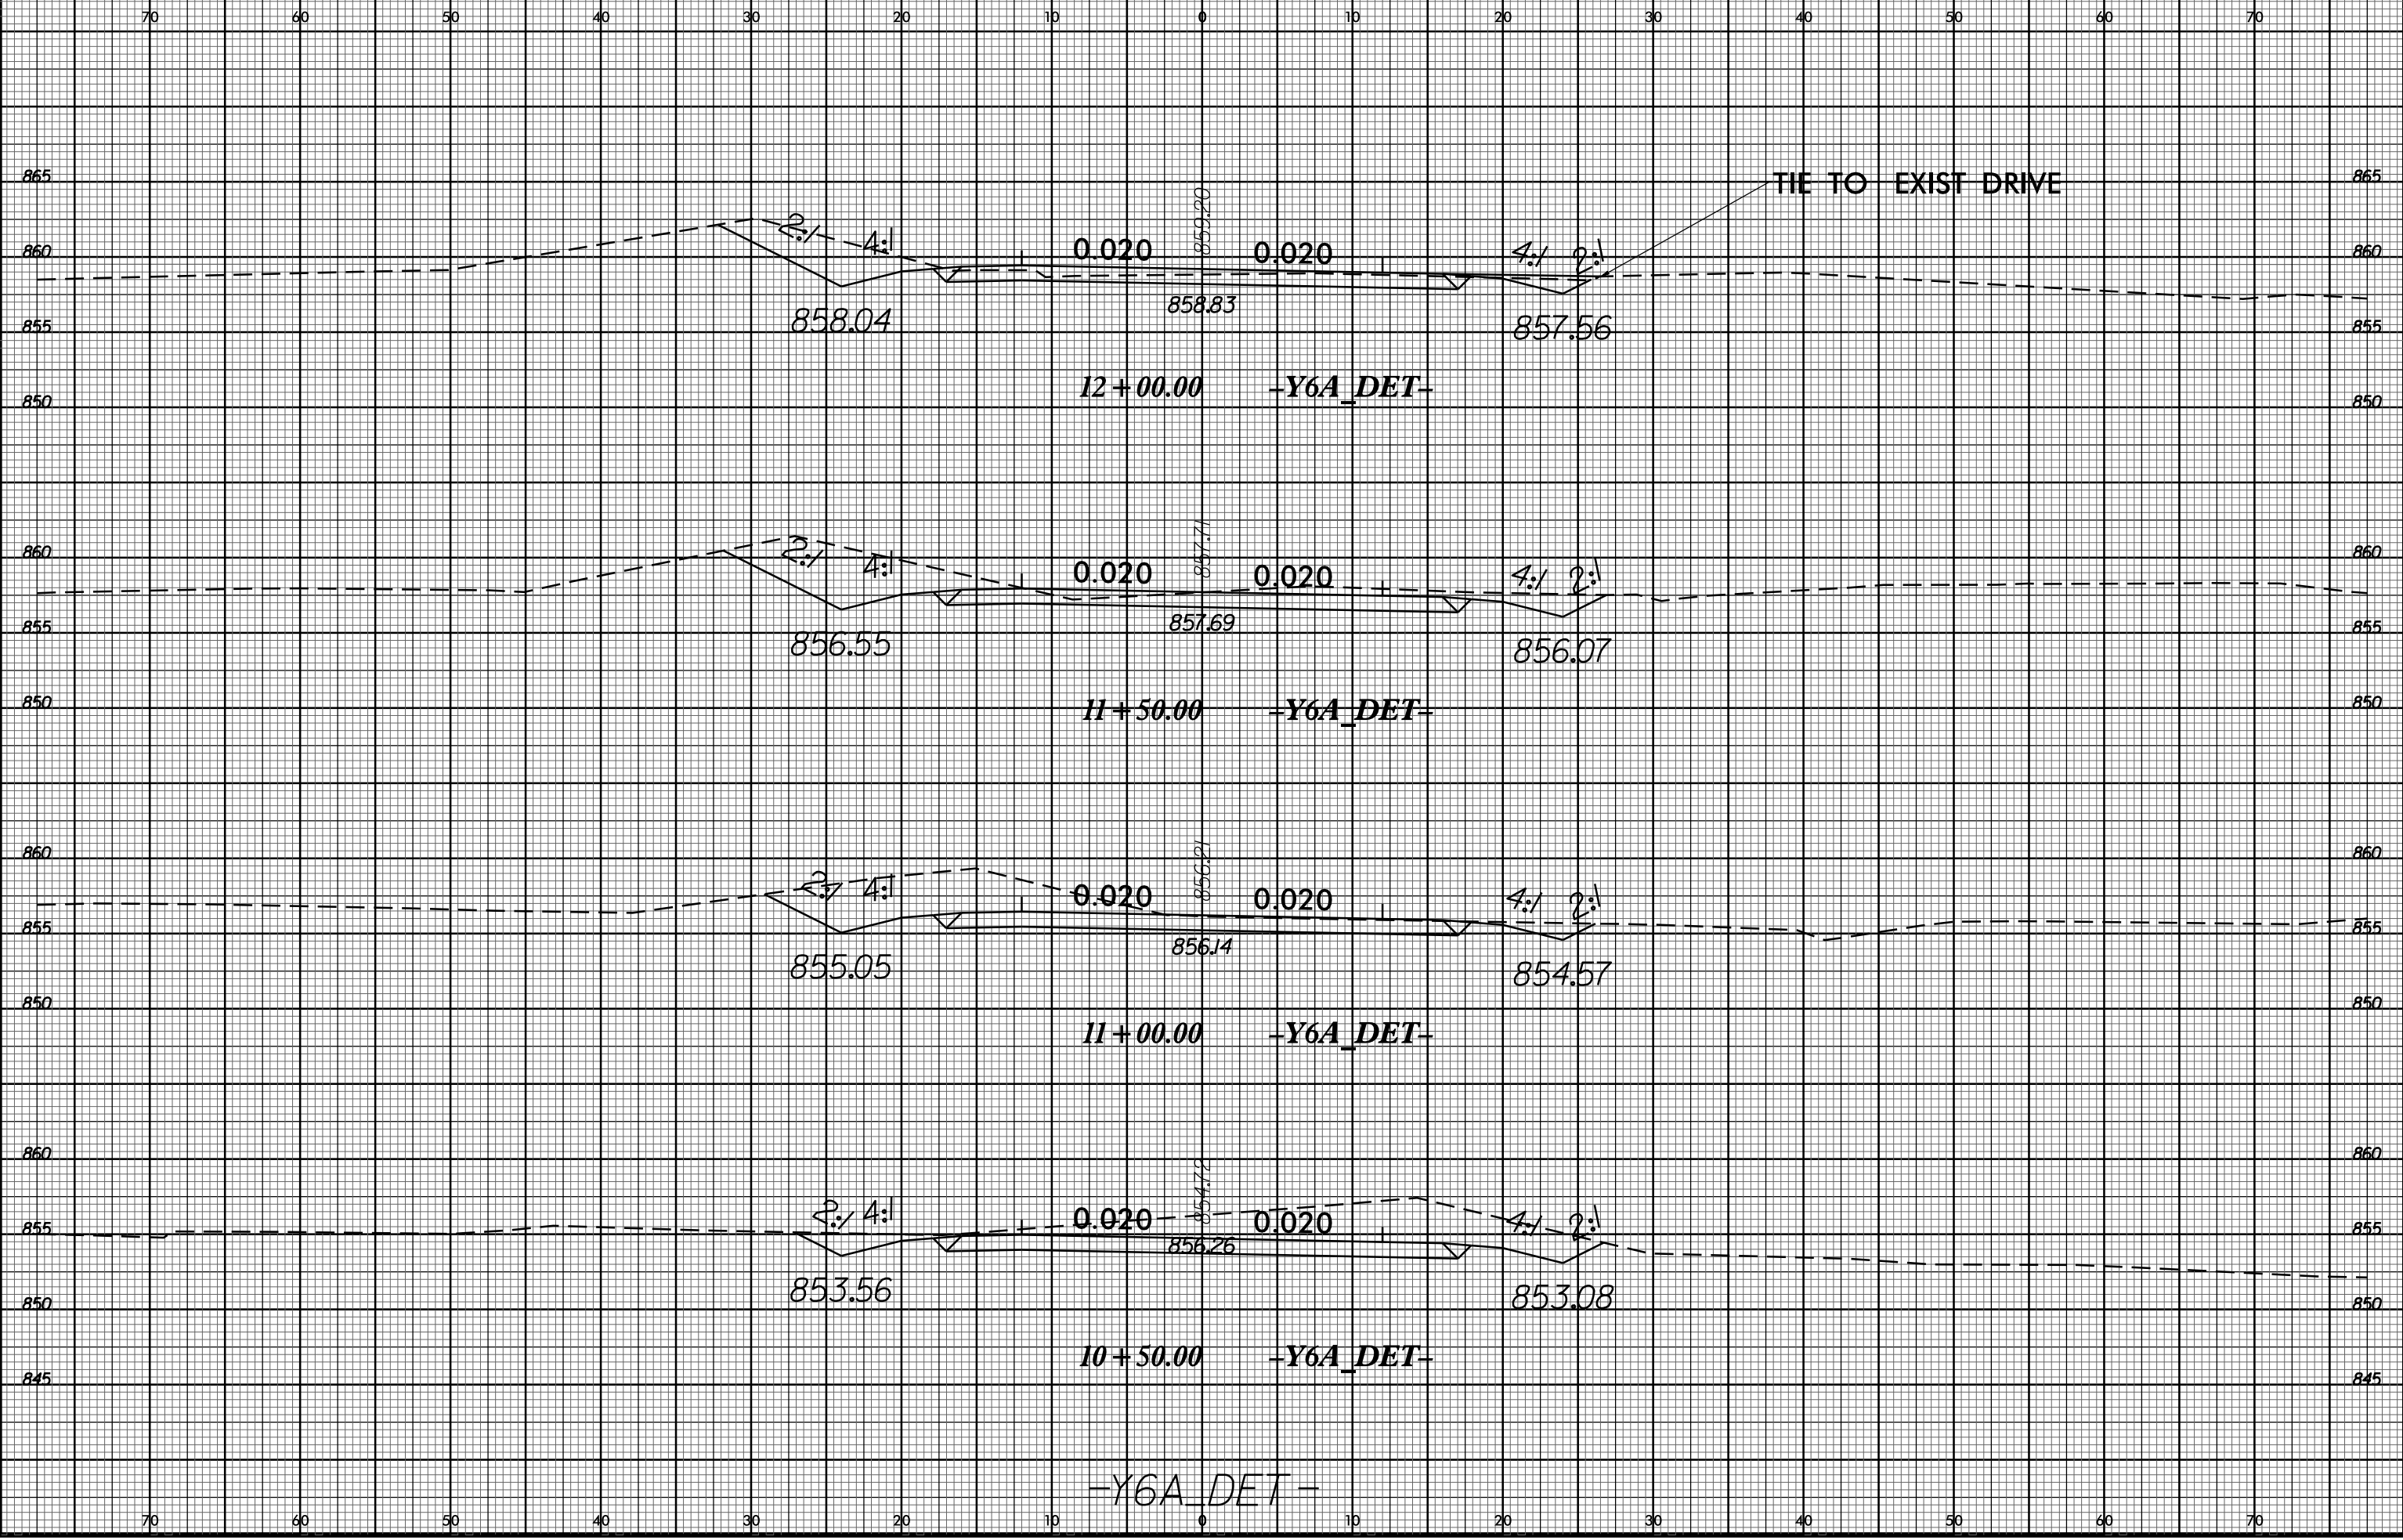 70 60 50 40 30 20 10 0 10 20 30 40 50 60 70
865 859.20 TIE TO EXIST DRIVE 865
860 2:1 4:1 0.020 0.020 4:1 2:1 860
855 858.04 858.83 857.56 855
12+00.00 -Y6A_DET-
850 850
857.71
860 2:1 4:1 0.020 0.020 4:1 2:1 860
855 856.55 857.69 856.07 855
850 11+50.00 -Y6A_DET- 850
860 856.21 860
2:1 4:1 0.020 0.020 4:1 2:1
855 855.05 856.14 854.57 855
850 850
11+00.00 -Y6A_DET-
860 854.72 860
2:1 4:1 0.020 0.020 4:1 2:1
855 856.26 855
853.56 853.08
850 850
10+50.00 -Y6A_DET-
845 845
-Y6A_DET-
70 60 50 40 30 20 10 0 10 20 30 40 50 60 70